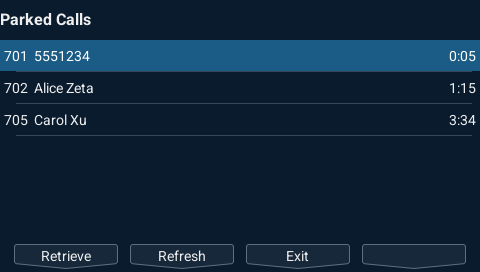 Parked Calls
701 5551234 0:05
702 Alice Zeta 1:15
705 Carol Xu 3:34
Retrieve Refresh Exit